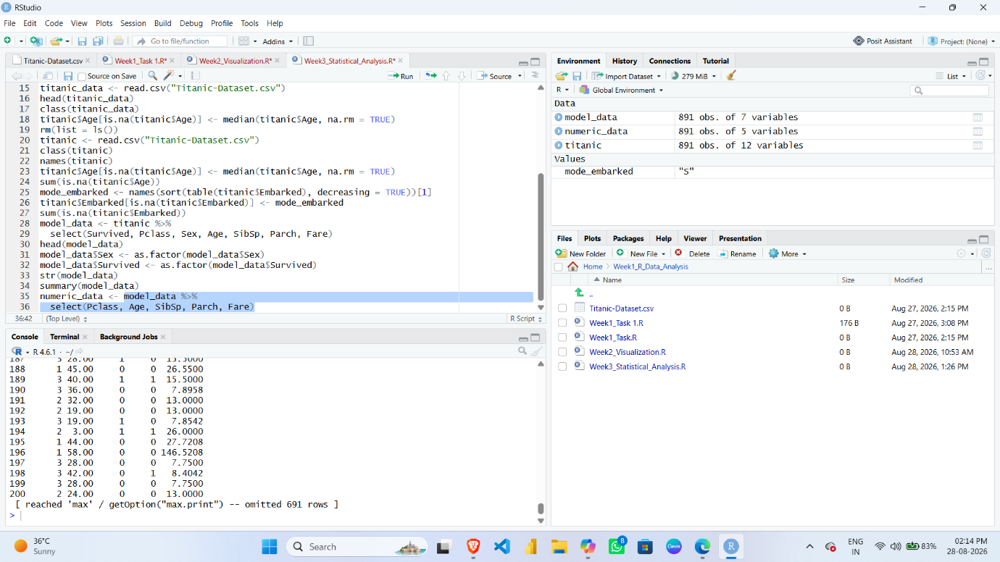 RStudio
File Edit Code View Plots Session Build Debug Profile Tools Help
Go to file/function Addins Posit Assistant Project: (None)
Titanic-Dataset.csv Week1_Task 1.R* Week2_Visualization.R* Week3_Statistical_Analysis.R*
Source on Save Run Source
15 titanic_data <- read.csv("Titanic-Dataset.csv")
16 head(titanic_data)
17 class(titanic_data)
18 titanic$Age[is.na(titanic$Age)] <- median(titanic$Age, na.rm = TRUE)
19 rm(list = ls())
20 titanic <- read.csv("Titanic-Dataset.csv")
21 class(titanic)
22 names(titanic)
23 titanic$Age[is.na(titanic$Age)] <- median(titanic$Age, na.rm = TRUE)
24 sum(is.na(titanic$Age))
25 mode_embarked <- names(sort(table(titanic$Embarked), decreasing = TRUE))[1]
26 titanic$Embarked[is.na(titanic$Embarked)] <- mode_embarked
27 sum(is.na(titanic$Embarked))
28 model_data <- titanic %>%
29 select(Survived, Pclass, Sex, Age, SibSp, Parch, Fare)
30 head(model_data)
31 model_data$Sex <- as.factor(model_data$Sex)
32 model_data$Survived <- as.factor(model_data$Survived)
33 str(model_data)
34 summary(model_data)
35 numeric_data <- model_data %>%
36 select(Pclass, Age, SibSp, Parch, Fare)
36:42 (Top Level) R Script
Console Terminal Background Jobs
R 4.6.1 · ~/
187 3 28.00 1 0 15.5000
188 1 45.00 0 0 26.5500
189 3 40.00 1 1 15.5000
190 3 36.00 0 0 7.8958
191 2 32.00 0 0 13.0000
192 2 19.00 0 0 13.0000
193 3 19.00 1 0 7.8542
194 2 3.00 1 1 26.0000
195 1 44.00 0 0 27.7208
196 1 58.00 0 0 146.5208
197 3 28.00 0 0 7.7500
198 3 42.00 0 1 8.4042
199 3 28.00 0 0 7.7500
200 2 24.00 0 0 13.0000
[ reached 'max' / getOption("max.print") -- omitted 691 rows ]
>
Environment History Connections Tutorial
Import Dataset 279 MiB List
R Global Environment
Data
model_data 891 obs. of 7 variables
numeric_data 891 obs. of 5 variables
titanic 891 obs. of 12 variables
Values
mode_embarked "S"
Files Plots Packages Help Viewer Presentation
New Folder New File Delete Rename More
Home Week1_R_Data_Analysis ...
Name Size Modified
..
Titanic-Dataset.csv 0 B Aug 27, 2026, 2:15 PM
Week1_Task 1.R 176 B Aug 27, 2026, 3:08 PM
Week1_Task.R 0 B Aug 27, 2026, 2:15 PM
Week2_Visualization.R 0 B Aug 28, 2026, 10:53 AM
Week3_Statistical_Analysis.R 0 B Aug 28, 2026, 1:26 PM
36°C
Sunny
Search
8
Canva
ENG
IN
83%
02:14 PM
28-08-2026